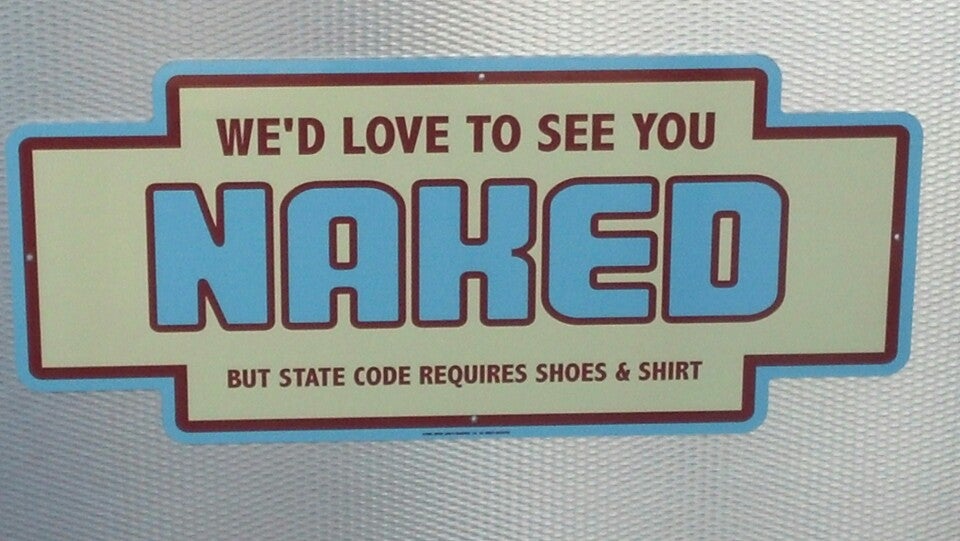 WE'D LOVE TO SEE YOU
NAKED
BUT STATE CODE REQUIRES SHOES & SHIRT